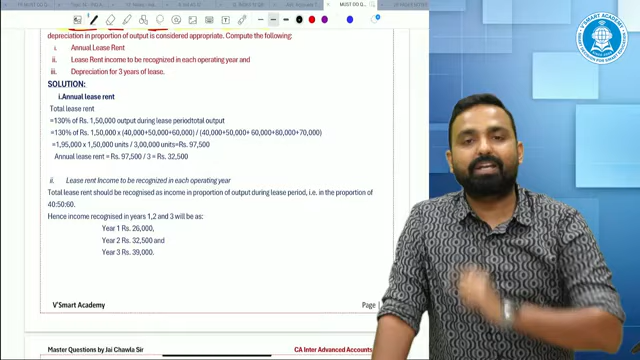 MUST DO Q...
depreciation in proportion of output is considered appropriate. Compute the following:
i. Annual Lease Rent
ii. Lease Rent income to be recognized in each operating year and
iii. Depreciation for 3 years of lease.
SOLUTION:
i.Annual lease rent
Total lease rent
=130% of Rs. 1,50,000 output during lease periodtotal output
=130% of Rs. 1,50,000 x (40,000+50,000+60,000) / (40,000+50,000+ 60,000+80,000+70,000)
=1,95,000 x 1,50,000 units / 3,00,000 units=Rs. 97,500
Annual lease rent = Rs. 97,500 / 3 = Rs. 32,500
ii. Lease rent Income to be recognized in each operating year
Total lease rent should be recognised as income in proportion of output during lease period, i.e. in the proportion of
40:50:60.
Hence income recognised in years 1,2 and 3 will be as:
Year 1 Rs. 26,000,
Year 2 Rs. 32,500 and
Year 3 Rs. 39,000.
V'Smart Academy
Page
Master Questions by Jai Chawla Sir
CA Inter Advanced Accounts